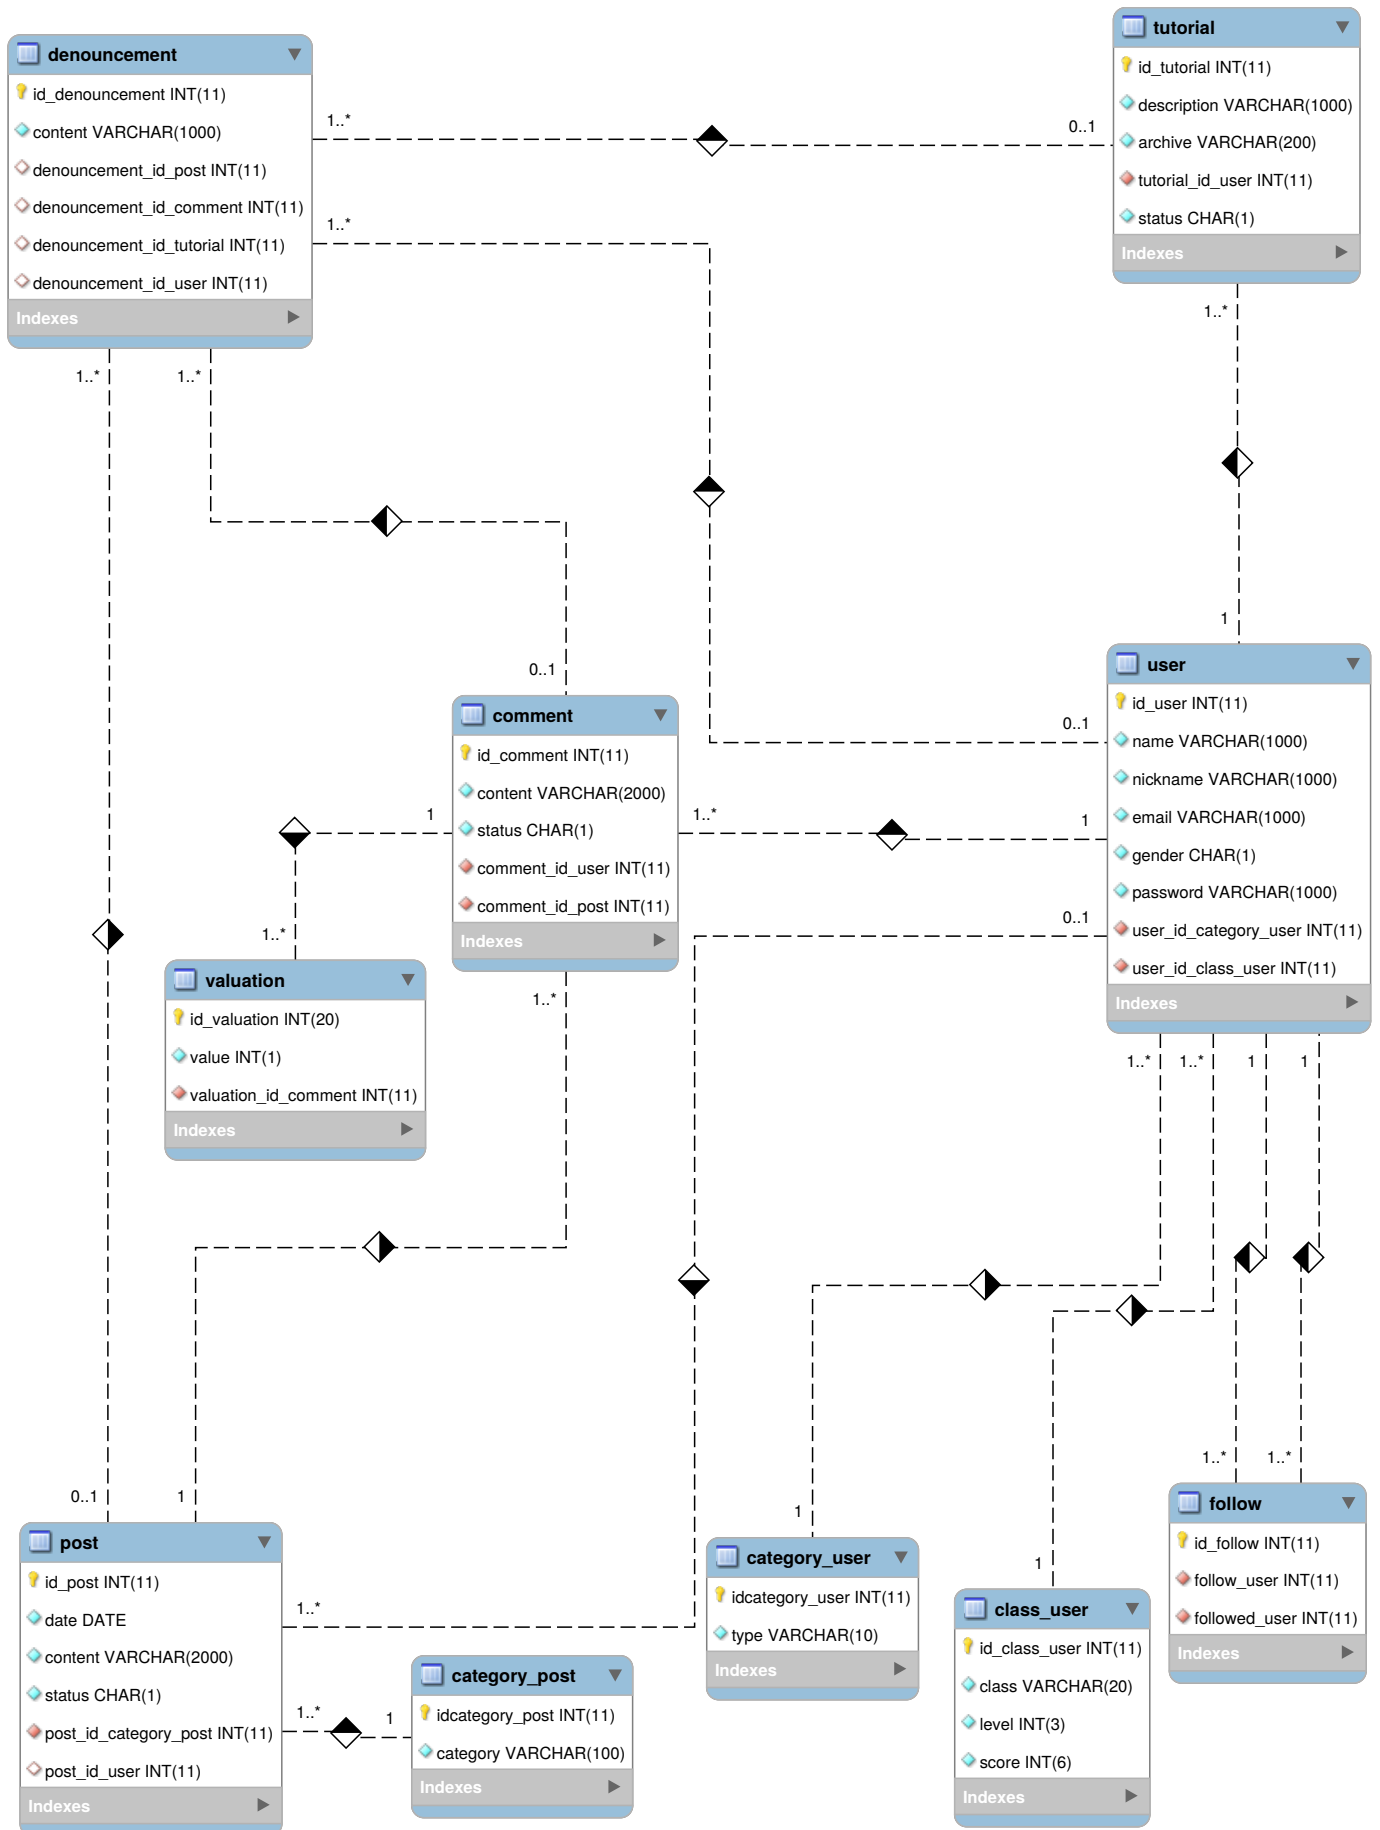 denouncement
id_denouncement INT(11)
content VARCHAR(1000)
denouncement_id_post INT(11)
denouncement_id_comment INT(11)
denouncement_id_tutorial INT(11)
denouncement_id_user INT(11)
Indexes
tutorial
id_tutorial INT(11)
description VARCHAR(1000)
archive VARCHAR(200)
tutorial_id_user INT(11)
status CHAR(1)
Indexes
1..*
0..1
1..*
1..*
1..*
1..*
1
0..1
0..1
comment
id_comment INT(11)
content VARCHAR(2000)
status CHAR(1)
comment_id_user INT(11)
comment_id_post INT(11)
Indexes
user
id_user INT(11)
name VARCHAR(1000)
nickname VARCHAR(1000)
email VARCHAR(1000)
gender CHAR(1)
password VARCHAR(1000)
user_id_category_user INT(11)
user_id_class_user INT(11)
Indexes
1
1..*
1
0..1
1..*
1..*
valuation
id_valuation INT(20)
value INT(1)
valuation_id_comment INT(11)
Indexes
1..*
1..*
1
1
1..*
1..*
0..1
1
1
1
post
id_post INT(11)
date DATE
content VARCHAR(2000)
status CHAR(1)
post_id_category_post INT(11)
post_id_user INT(11)
Indexes
1..*
1..*
1
category_post
idcategory_post INT(11)
category VARCHAR(100)
Indexes
category_user
idcategory_user INT(11)
type VARCHAR(10)
Indexes
class_user
id_class_user INT(11)
class VARCHAR(20)
level INT(3)
score INT(6)
follow
id_follow INT(11)
follow_user INT(11)
followed_user INT(11)
Indexes
Indexes